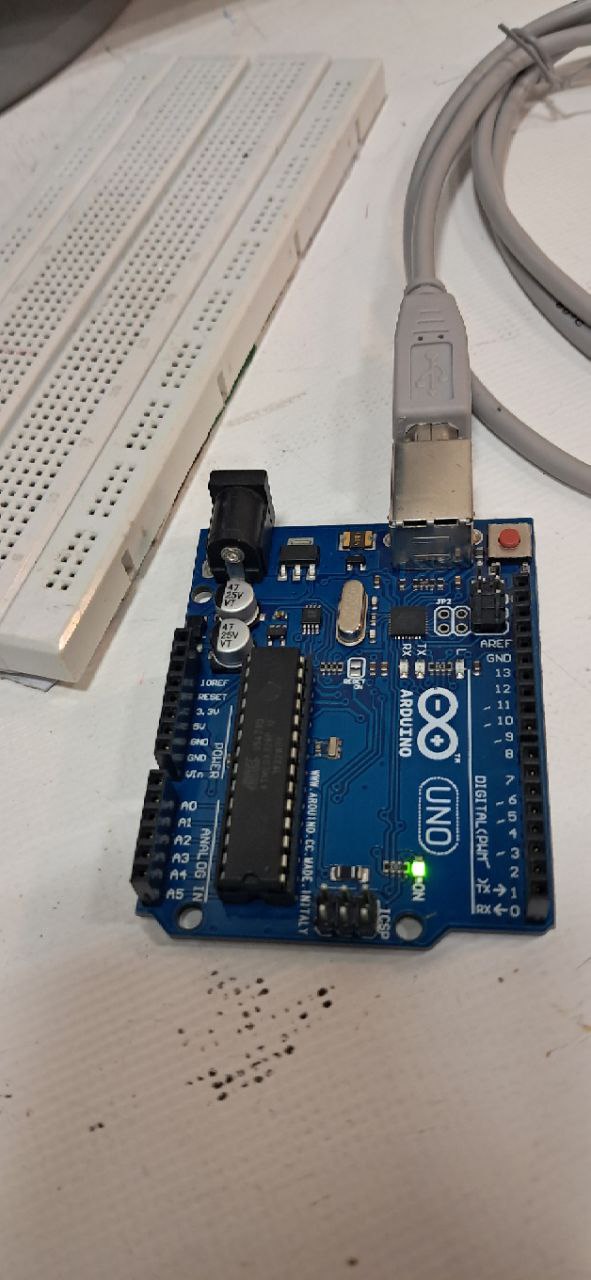 47
25V
VT
47
25V
VT
JP2
RX
TX
L
RESET
IOREF
RESET
3.3V
5V
GND
GND
Vin
POWER
A0
A1
A2
A3
A4
A5
ANALOG IN
WWW.ARDUINO.CC
MADE IN ITALY
ARDUINO
TM
UNO
ON
ICSP
AREF
GND
13
12
11
10
9
8
7
6
5
4
3
2
TX→1
RX←0
DIGITAL (PWM~)